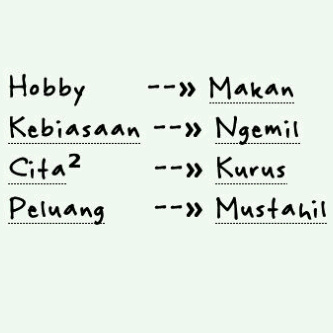 Hobby --» Makan
Kebiasaan --» Ngemil
Cita² --» Kurus
Peluang --» Mustahil